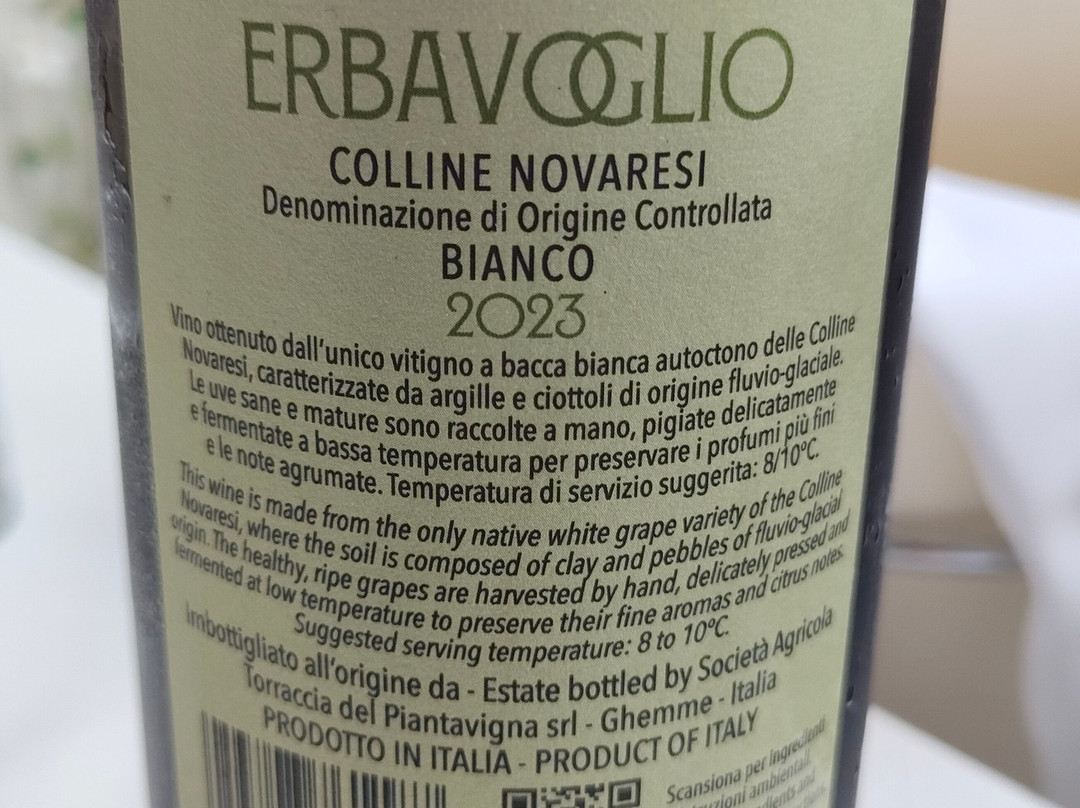 ERBAVOGLIO
COLLINE NOVARESI
Denominazione di Origine Controllata
BIANCO
2023
Vino ottenuto dall'unico vitigno a bacca bianca autoctono delle Colline
Novaresi, caratterizzate da argille e ciottoli di origine fluvio-glaciale.
Le uve sane e mature sono raccolte a mano, pigiate delicatamente
e fermentate a bassa temperatura per preservare i profumi più fini
e le note agrumate. Temperatura di servizio suggerita: 8/10°C.
This wine is made from the only native white grape variety of the Colline
Novaresi, where the soil is composed of clay and pebbles of fluvio-glacial
origin. The healthy, ripe grapes are harvested by hand, delicately pressed and
fermented at low temperature to preserve their fine aromas and citrus notes.
Suggested serving temperature: 8 to 10°C.
Imbottigliato all'origine da - Estate bottled by Società Agricola
Torraccia del Piantavigna srl - Ghemme - Italia
PRODOTTO IN ITALIA - PRODUCT OF ITALY
Scansiona per ingredienti
ambientali
and